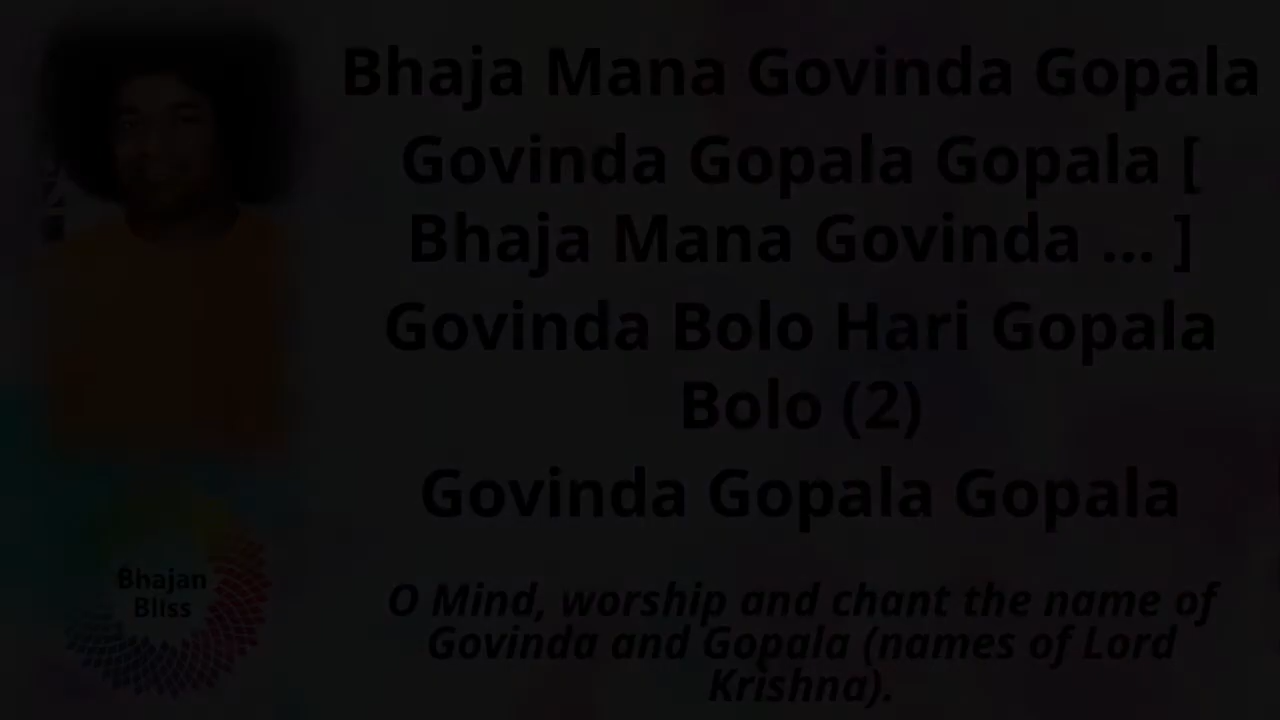 Bhaja Mana Govinda Gopala
Govinda Gopala Gopala [
Bhaja Mana Govinda ... ]
Govinda Bolo Hari Gopala
Bolo (2)
Govinda Gopala Gopala
O Mind, worship and chant the name of
Govinda and Gopala (names of Lord
Krishna).
Bhajan
Bliss